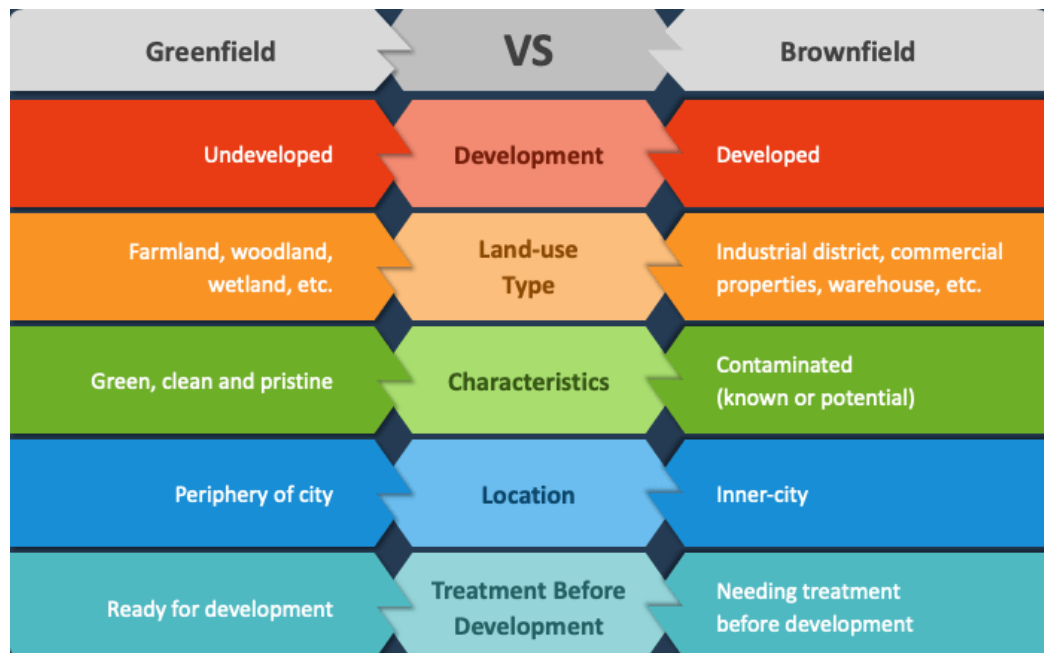 Greenfield
VS
Brownfield
Undeveloped
Development
Developed
Farmland, woodland,
wetland, etc.
Land-use
Type
Industrial district, commercial
properties, warehouse, etc.
Green, clean and pristine
Characteristics
Contaminated
(known or potential)
Periphery of city
Location
Inner-city
Ready for development
Treatment Before
Development
Needing treatment
before development